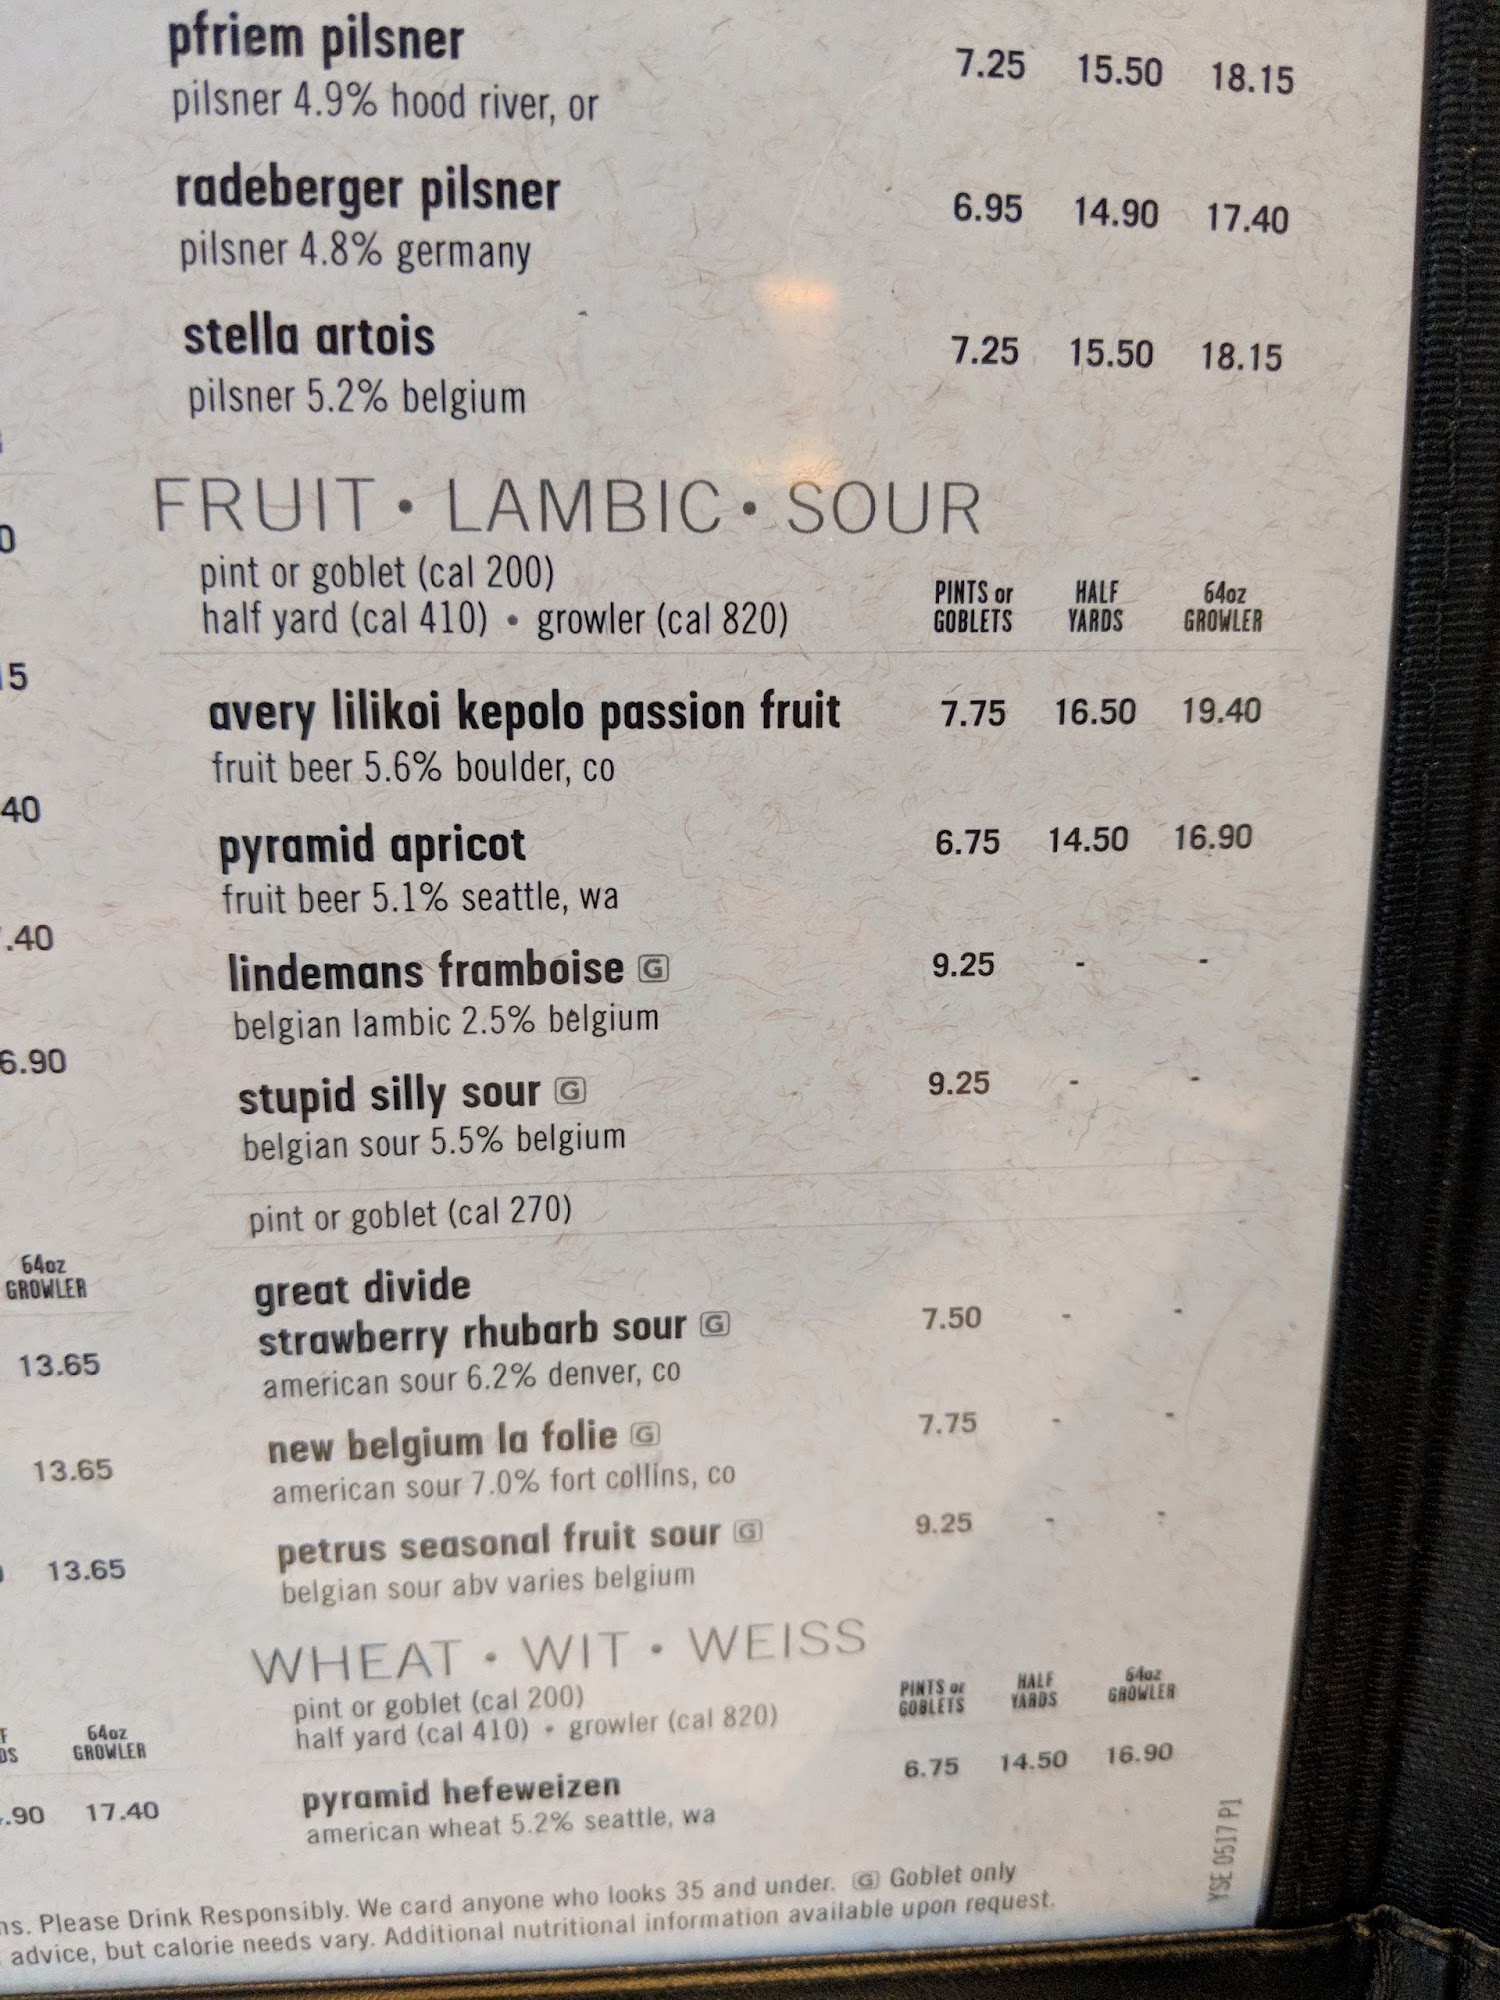 pfriem pilsner 7.25 15.50 18.15
pilsner 4.9% hood river, or
radeberger pilsner 6.95 14.90 17.40
pilsner 4.8% germany
stella artois 7.25 15.50 18.15
pilsner 5.2% belgium
FRUIT • LAMBIC • SOUR
pint or goblet (cal 200)
half yard (cal 410) • growler (cal 820)
PINTS or HALF 64oz
GOBLETS YARDS GROWLER
avery lilikoi kepolo passion fruit 7.75 16.50 19.40
fruit beer 5.6% boulder, co
pyramid apricot 6.75 14.50 16.90
fruit beer 5.1% seattle, wa
lindemans framboise G 9.25 - -
belgian lambic 2.5% belgium
stupid silly sour G 9.25 - -
belgian sour 5.5% belgium
pint or goblet (cal 270)
great divide
strawberry rhubarb sour G 7.50 - -
american sour 6.2% denver, co
new belgium la folie G 7.75 - -
american sour 7.0% fort collins, co
petrus seasonal fruit sour G 9.25 - -
belgian sour abv varies belgium
WHEAT • WIT • WEISS
pint or goblet (cal 200)
half yard (cal 410) • growler (cal 820)
PINTS or HALF 64oz
GOBLETS YARDS GROWLER
pyramid hefeweizen 6.75 14.50 16.90
american wheat 5.2% seattle, wa
64oz
GROWLER
13.65
13.65
13.65
64oz
GROWLER
.90 17.40
Please Drink Responsibly. We card anyone who looks 35 and under. G Goblet only
advice, but calorie needs vary. Additional nutritional information available upon request.
YSE 0517 P1